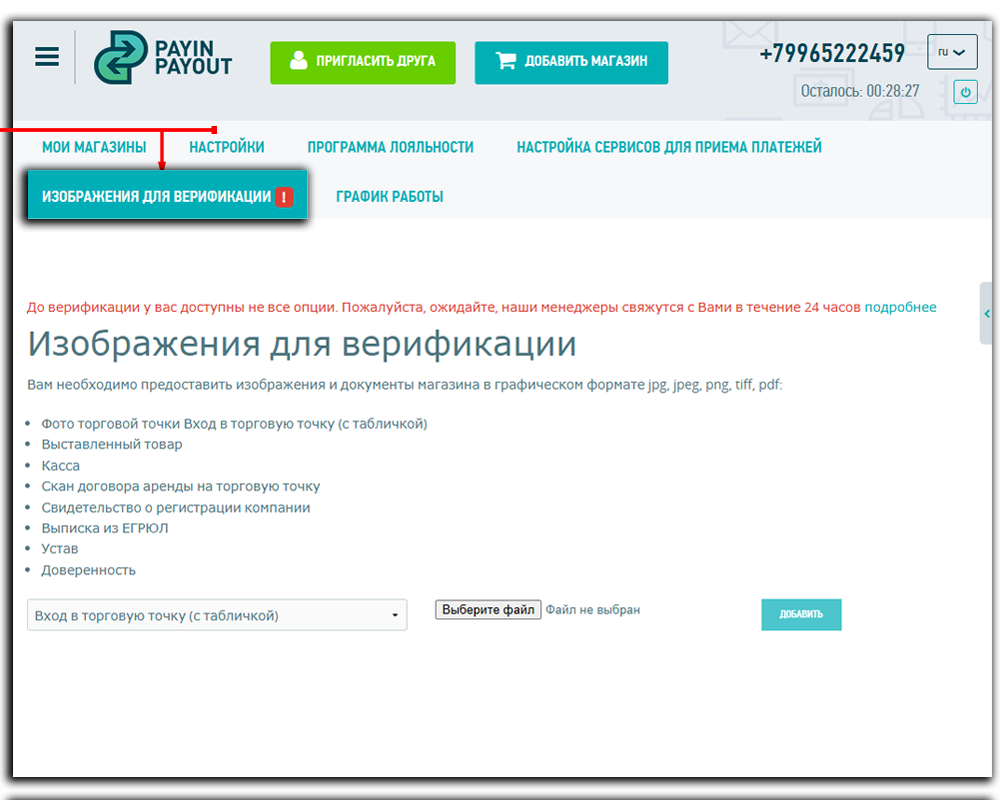 PAYIN
PAYOUT
ПРИГЛАСИТЬ ДРУГА
ДОБАВИТЬ МАГАЗИН
+79965222459
ru
Осталось: 00:28:27
МОИ МАГАЗИНЫ НАСТРОЙКИ ПРОГРАММА ЛОЯЛЬНОСТИ НАСТРОЙКА СЕРВИСОВ ДЛЯ ПРИЕМА ПЛАТЕЖЕЙ
ИЗОБРАЖЕНИЯ ДЛЯ ВЕРИФИКАЦИИ ! ГРАФИК РАБОТЫ
До верификации у вас доступны не все опции. Пожалуйста, ожидайте, наши менеджеры свяжутся с Вами в течение 24 часов подробнее
Изображения для верификации
Вам необходимо предоставить изображения и документы магазина в графическом формате jpg, jpeg, png, tiff, pdf:
• Фото торговой точки Вход в торговую точку (с табличкой)
• Выставленный товар
• Касса
• Скан договора аренды на торговую точку
• Свидетельство о регистрации компании
• Выписка из ЕГРЮЛ
• Устав
• Доверенность
Вход в торговую точку (с табличкой) Выберите файл Файл не выбран ДОБАВИТЬ